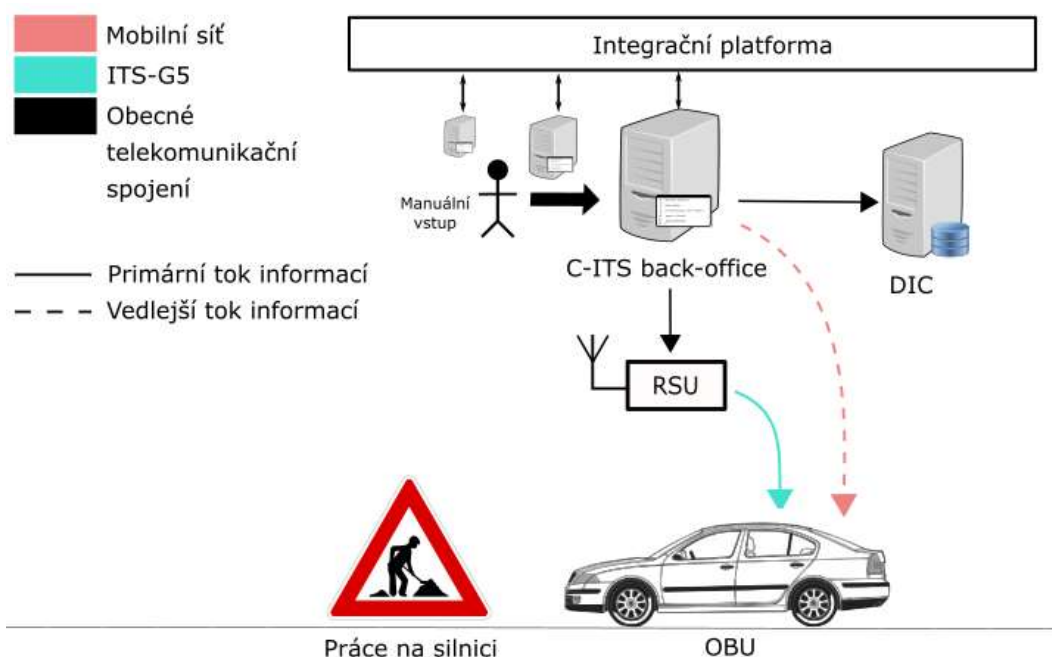 Mobilní síť
ITS-G5
Obecné
telekomunikační
spojení
Primární tok informací
Vedlejší tok informací
Integrační platforma
Manuální
vstup
C-ITS back-office
DIC
RSU
Práce na silnici
OBU